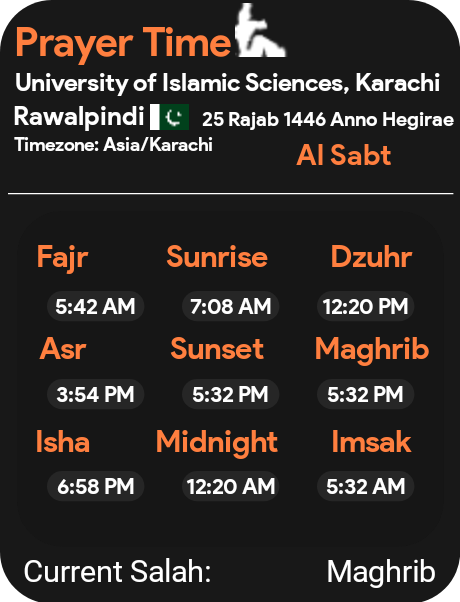 Prayer Time
University of Islamic Sciences, Karachi
Rawalpindi 25 Rajab 1446 Anno Hegirae
Timezone: Asia/Karachi
Al Sabt
Fajr Sunrise Dzuhr
5:42 AM 7:08 AM 12:20 PM
Asr Sunset Maghrib
3:54 PM 5:32 PM 5:32 PM
Isha Midnight Imsak
6:58 PM 12:20 AM 5:32 AM
Current Salah: Maghrib